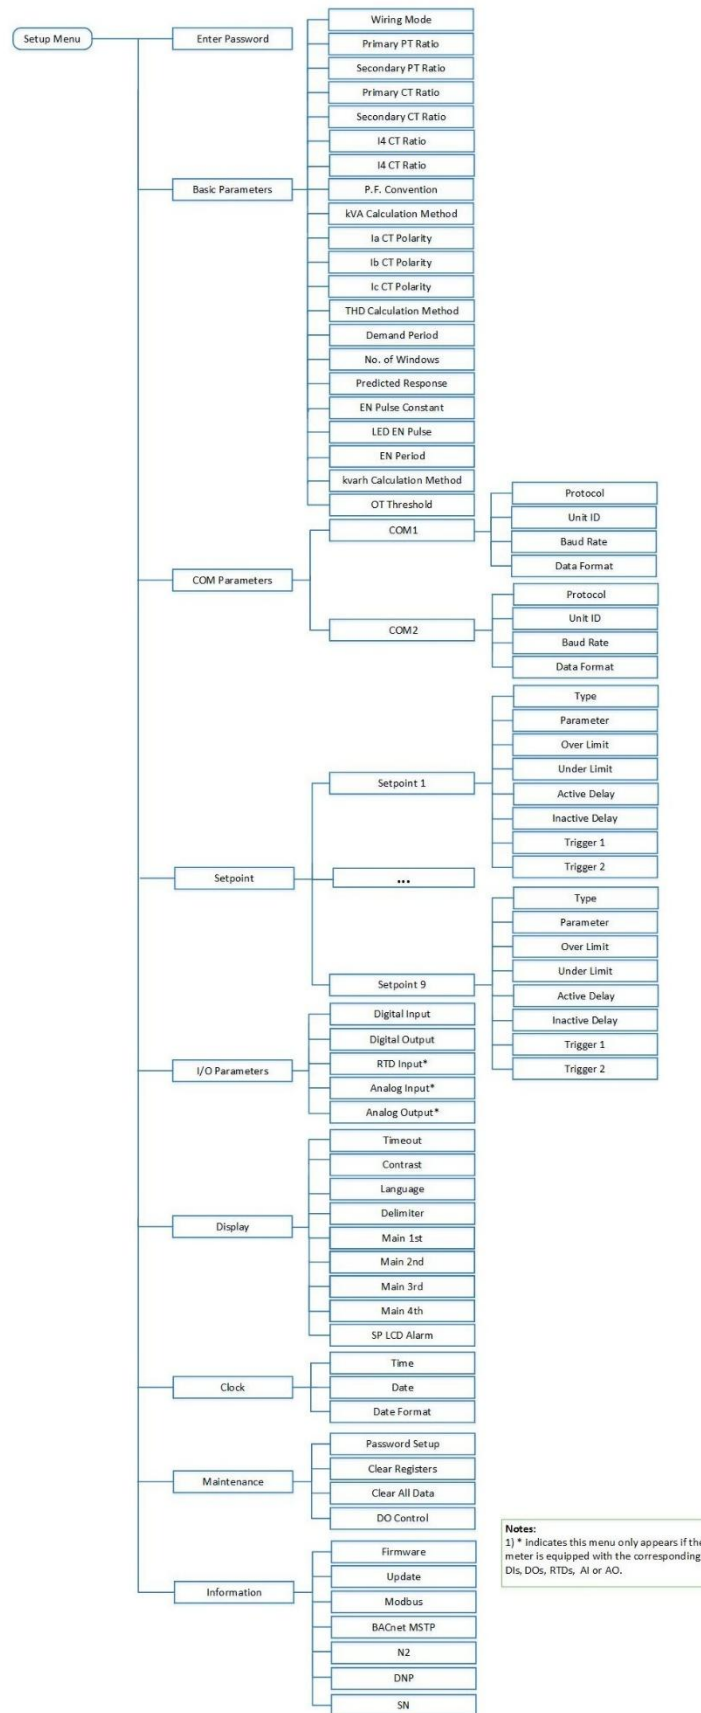 Setup Menu
Enter Password
Basic Parameters
Wiring Mode
Primary PT Ratio
Secondary PT Ratio
Primary CT Ratio
Secondary CT Ratio
I4 CT Ratio
I4 CT Ratio
P.F. Convention
kVA Calculation Method
Ia CT Polarity
Ib CT Polarity
Ic CT Polarity
THD Calculation Method
Demand Period
No. of Windows
Predicted Response
EN Pulse Constant
LED EN Pulse
EN Period
kvarh Calculation Method
OT Threshold
COM Parameters
COM1
Protocol
Unit ID
Baud Rate
Data Format
COM2
Protocol
Unit ID
Baud Rate
Data Format
Setpoint
Setpoint 1
Type
Parameter
Over Limit
Under Limit
Active Delay
Inactive Delay
Trigger 1
Trigger 2
...
Setpoint 9
Type
Parameter
Over Limit
Under Limit
Active Delay
Inactive Delay
Trigger 1
Trigger 2
I/O Parameters
Digital Input
Digital Output
RTD Input*
Analog Input*
Analog Output*
Display
Timeout
Contrast
Language
Delimiter
Main 1st
Main 2nd
Main 3rd
Main 4th
SP LCD Alarm
Clock
Time
Date
Date Format
Maintenance
Password Setup
Clear Registers
Clear All Data
DO Control
Information
Firmware
Update
Modbus
BACnet MSTP
N2
DNP
SN
Notes:
1) * indicates this menu only appears if the
meter is equipped with the corresponding
DIs, DOs, RTDs, AI or AO.